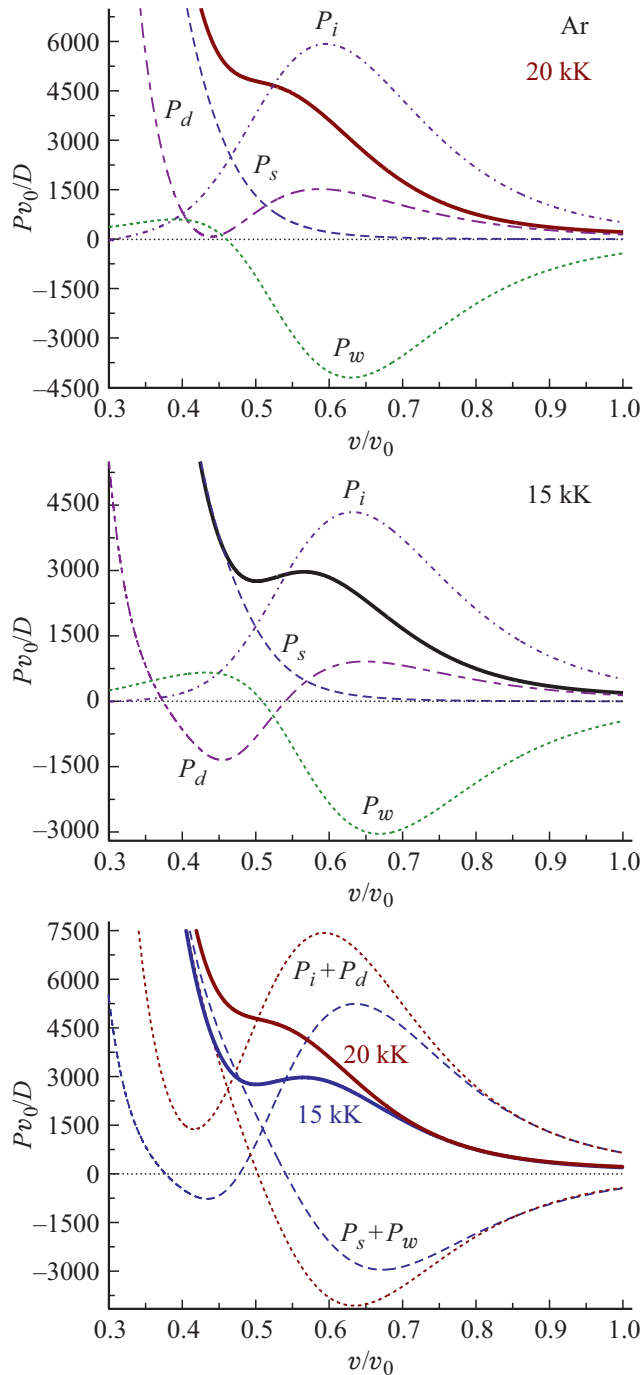 Ar
20 kK
P_i
P_d
P_s
P_w
Pv_0/D
6000
4500
3000
1500
0
–1500
–3000
–4500
0.3 0.4 0.5 0.6 0.7 0.8 0.9 1.0
v/v_0
15 kK
P_i
P_s
P_d
P_w
Pv_0/D
4500
3000
1500
0
–1500
–3000
0.3 0.4 0.5 0.6 0.7 0.8 0.9 1.0
v/v_0
P_i + P_d
20 kK
15 kK
P_s + P_w
Pv_0/D
7500
6000
4500
3000
1500
0
–1500
–3000
0.3 0.4 0.5 0.6 0.7 0.8 0.9 1.0
v/v_0